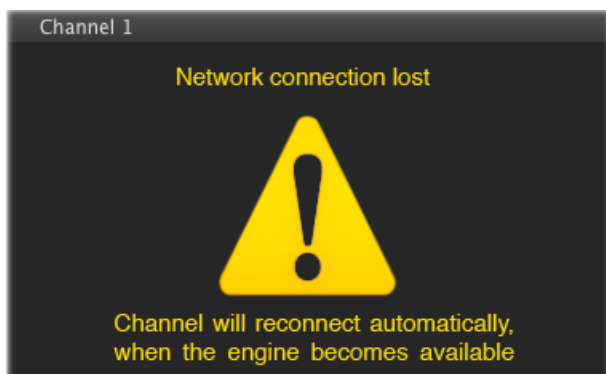 Channel 1
Network connection lost
Channel will reconnect automatically,
when the engine becomes available